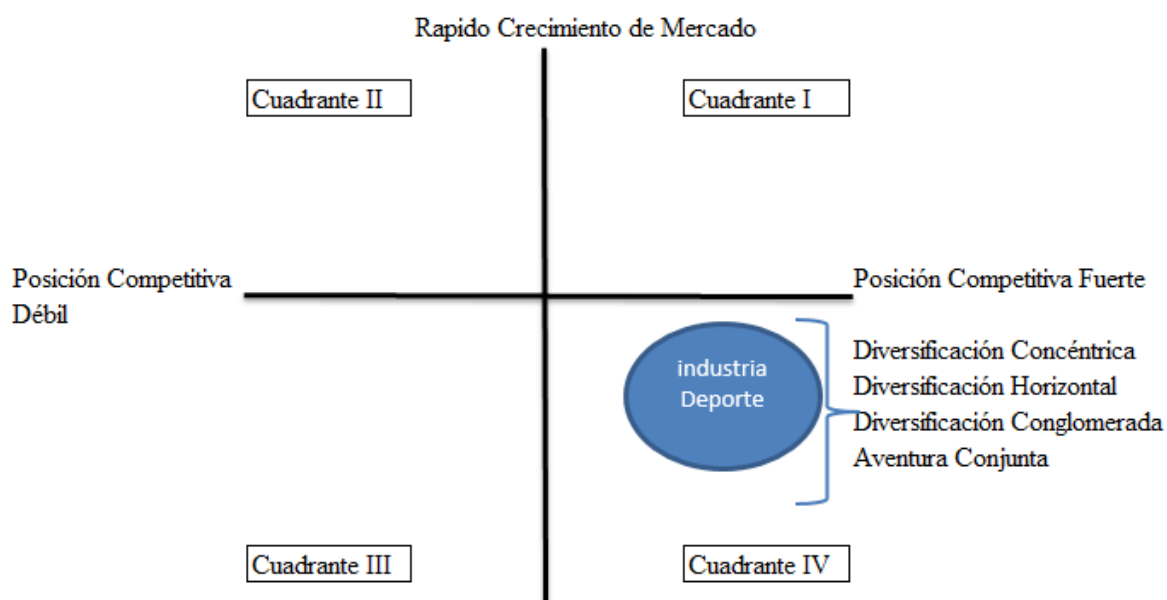 Rapido Crecimiento de Mercado
Cuadrante II
Cuadrante I
Posición Competitiva
Débil
Posición Competitiva Fuerte
industria
Deporte
Diversificación Concéntrica
Diversificación Horizontal
Diversificación Conglomerada
Aventura Conjunta
Cuadrante III
Cuadrante IV